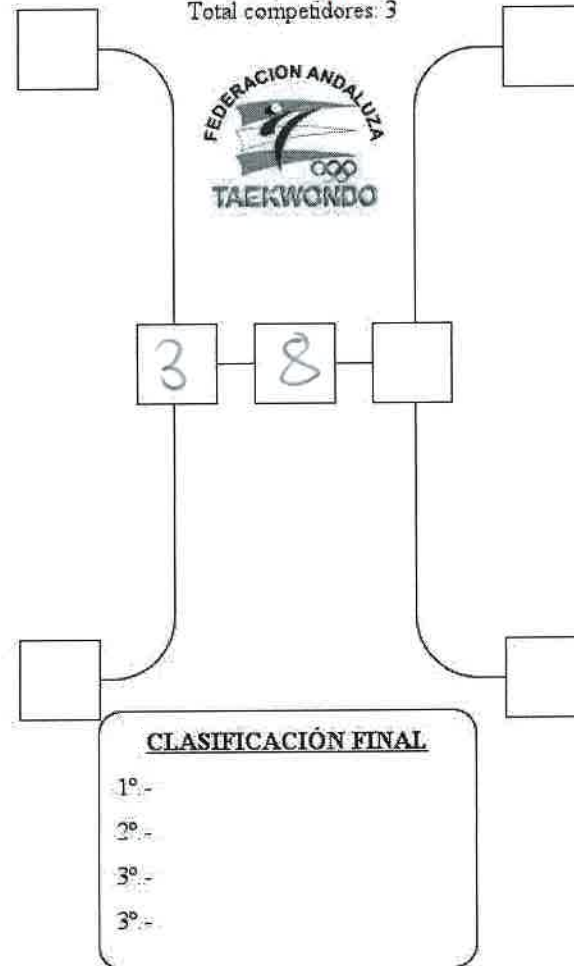 Total competidores: 3
FEDERACION ANDALUZA
TAEKWONDO
3 8
CLASIFICACIÓN FINAL
1º.-
2º.-
3º.-
3º.-